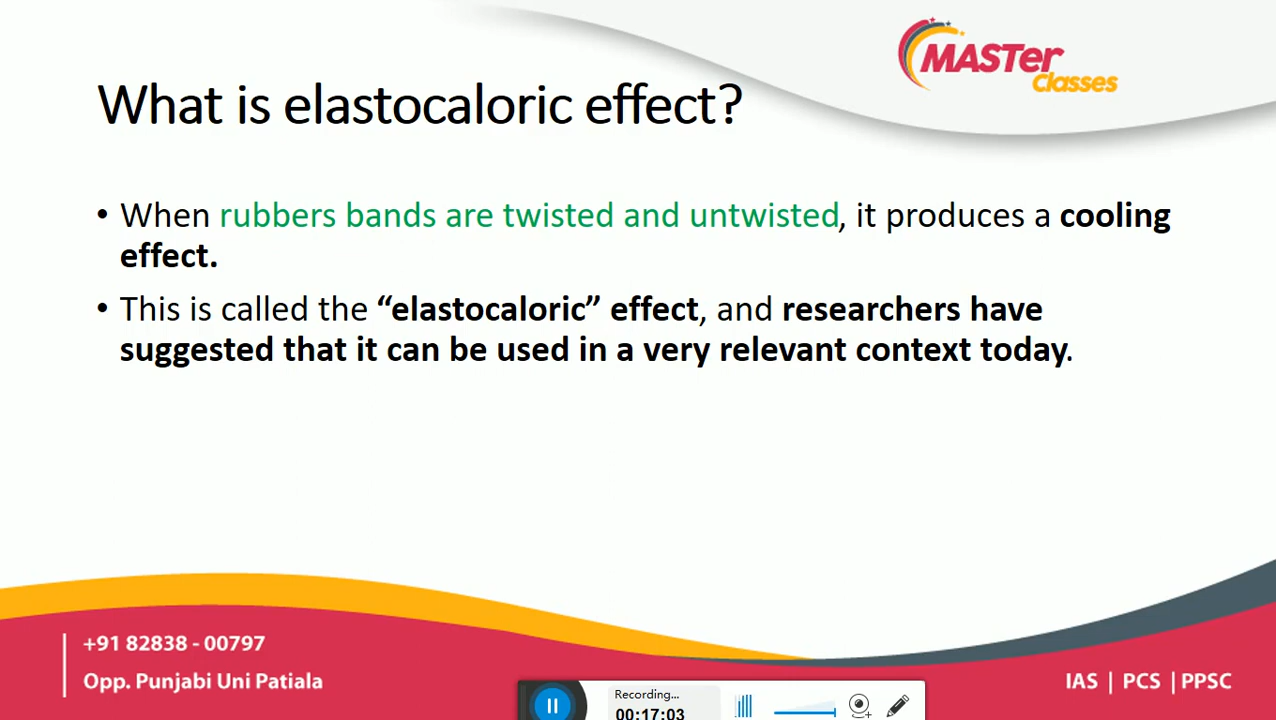 MASTer
Classes
What is elastocaloric effect?
• When rubbers bands are twisted and untwisted, it produces a cooling
effect.
• This is called the “elastocaloric” effect, and researchers have
suggested that it can be used in a very relevant context today.
+91 82838 - 00797
Opp. Punjabi Uni Patiala
IAS | PCS | PPSC
Recording...
00:17:03